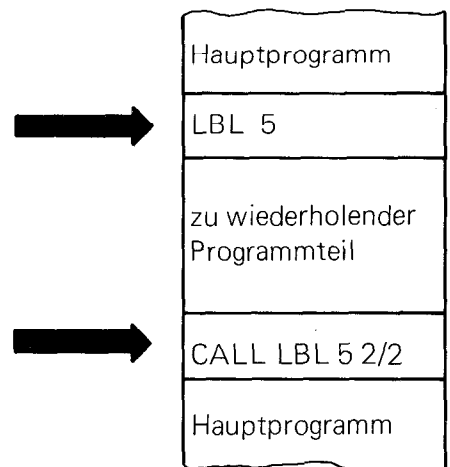 Hauptprogramm
LBL 5
zu wiederholender
Programmteil
CALL LBL 5 2/2
Hauptprogramm